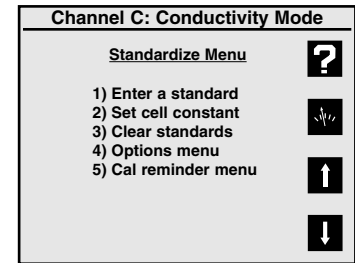 Channel C: Conductivity Mode
Standardize Menu
1) Enter a standard
2) Set cell constant
3) Clear standards
4) Options menu
5) Cal reminder menu
?